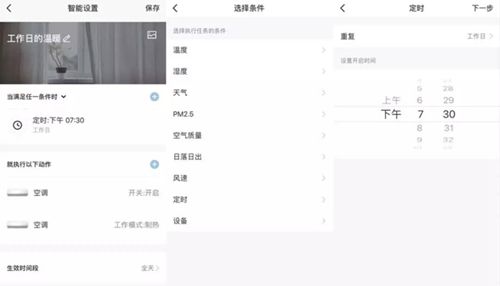 智能设置
保存
工作日的温暖
当满足任一条件时
定时:下午 07:30
工作日
就执行以下动作
空调
开关:开启
空调
工作模式:制热
生效时间段
全天
选择条件
选择执行任务的条件
温度
湿度
天气
PM2.5
空气质量
日落日出
风速
定时
设备
定时
下一步
重复
工作日
设置开启时间
5 28
上午 6 29
下午 7 30
8 31
9 32